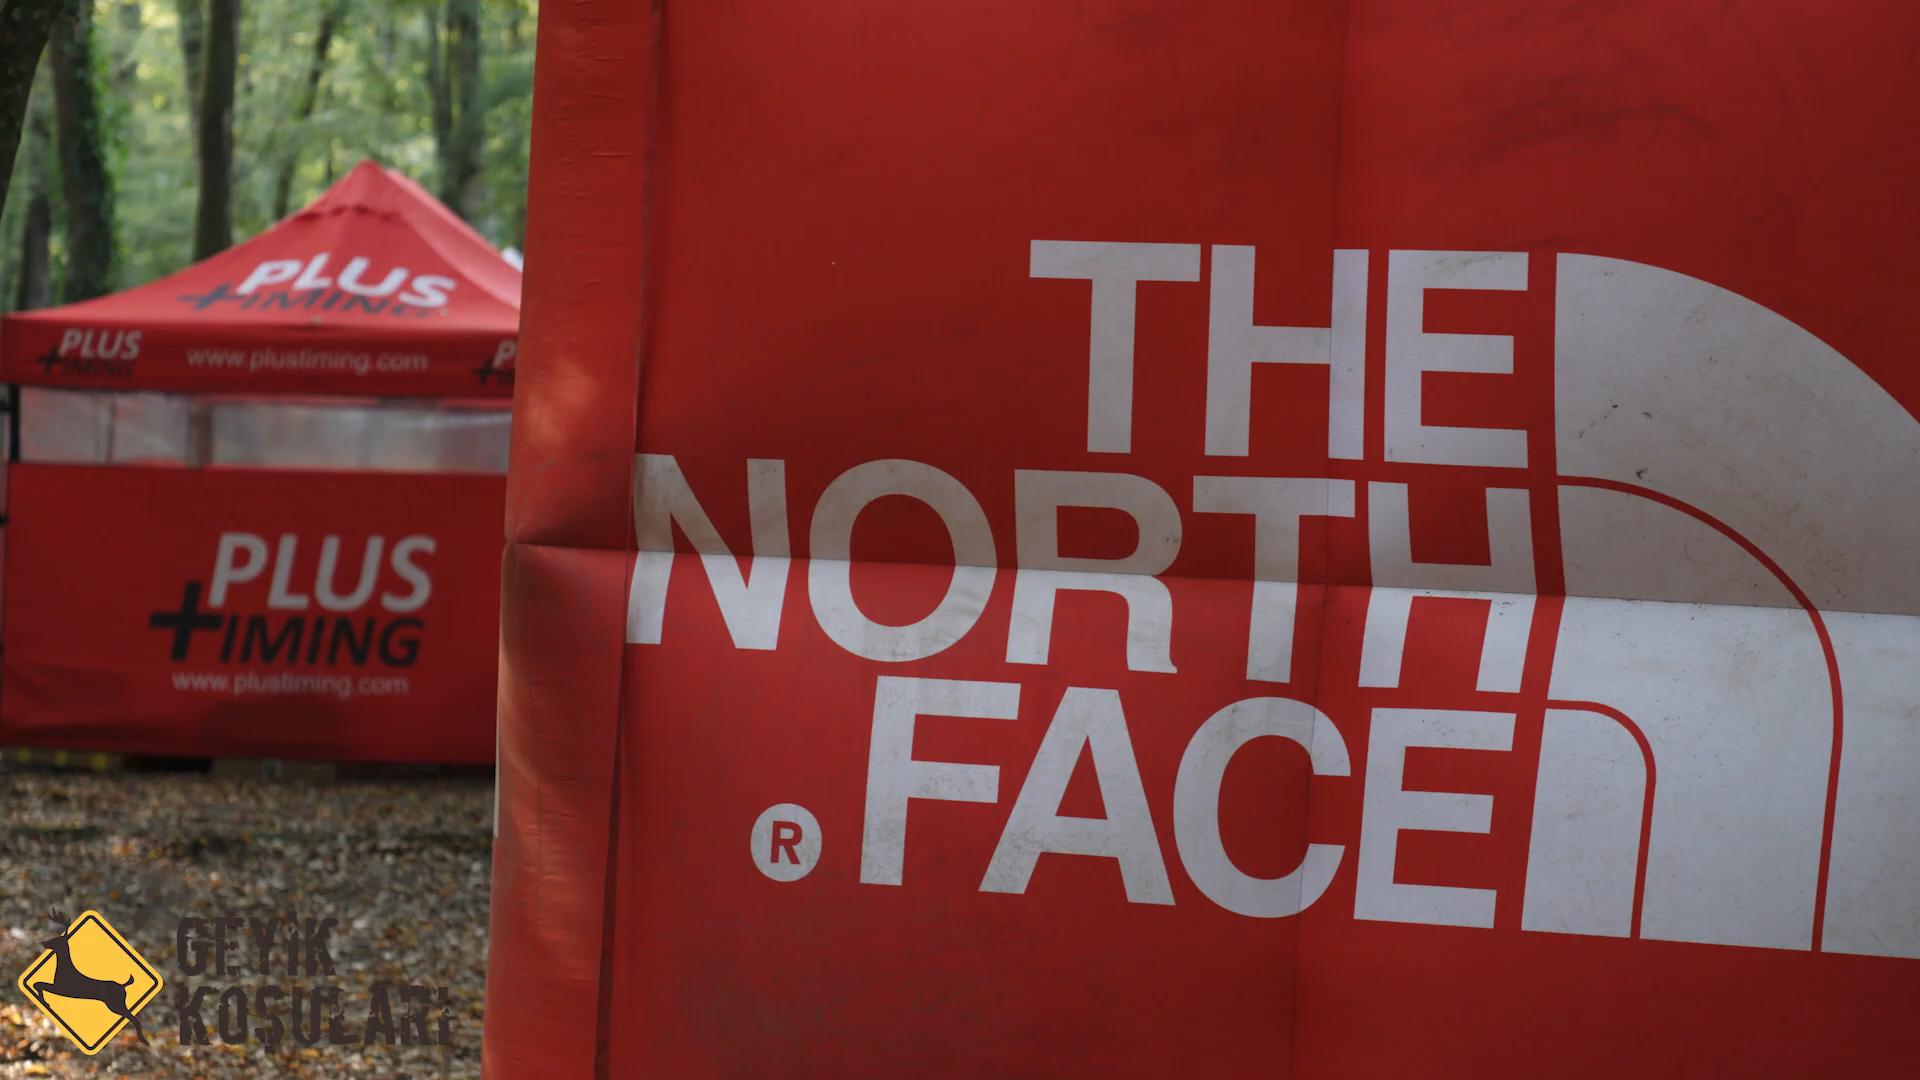 PLUS
+IMING
PLUS
+IMING
www.plustiming.com
P
PLUS
+IMING
www.plustiming.com
THE
NORTH
FACE
®
GEYİK
KOŞULARI